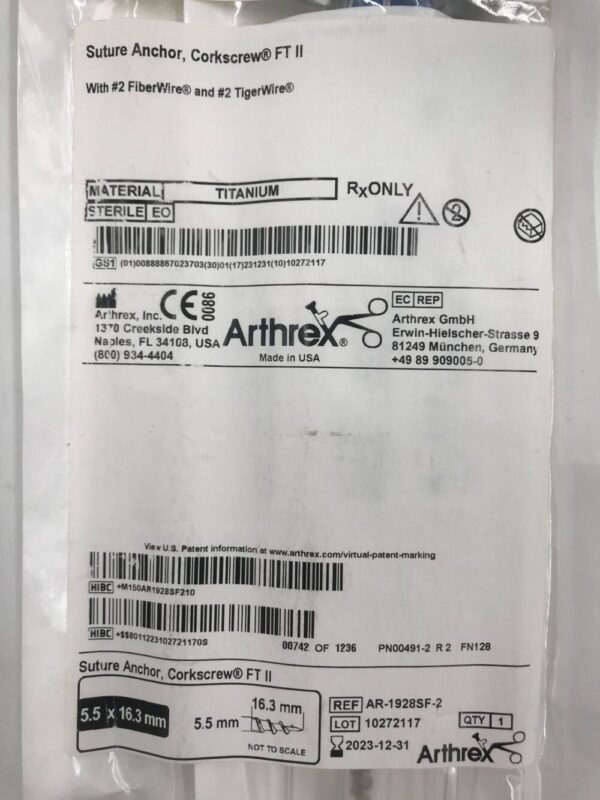 Suture Anchor, Corkscrew® FT II
With #2 FiberWire® and #2 TigerWire®
MATERIAL TITANIUM
RxONLY
STERILE EO
2
GS1 (01)00888867023703(30)01(17)231231(10)10272117
Arthrex, Inc.
1370 Creekside Blvd
Naples, FL 34108, USA
(800) 934-4404
CE 0086
Arthrex®
Made in USA
EC REP
Arthrex GmbH
Erwin-Hielscher-Strasse 9
81249 München, Germany
+49 89 909005-0
View U.S. Patent information at www.arthrex.com/virtual-patent-marking
HIBC +M150AR1928SF210
HIBC +$$8011223102721170S
00742 OF 1236 PN00491-2 R 2 FN128
Suture Anchor, Corkscrew® FT II
5.5 x 16.3 mm
16.3 mm
5.5 mm
NOT TO SCALE
REF AR-1928SF-2
LOT 10272117
QTY 1
2023-12-31
Arthrex